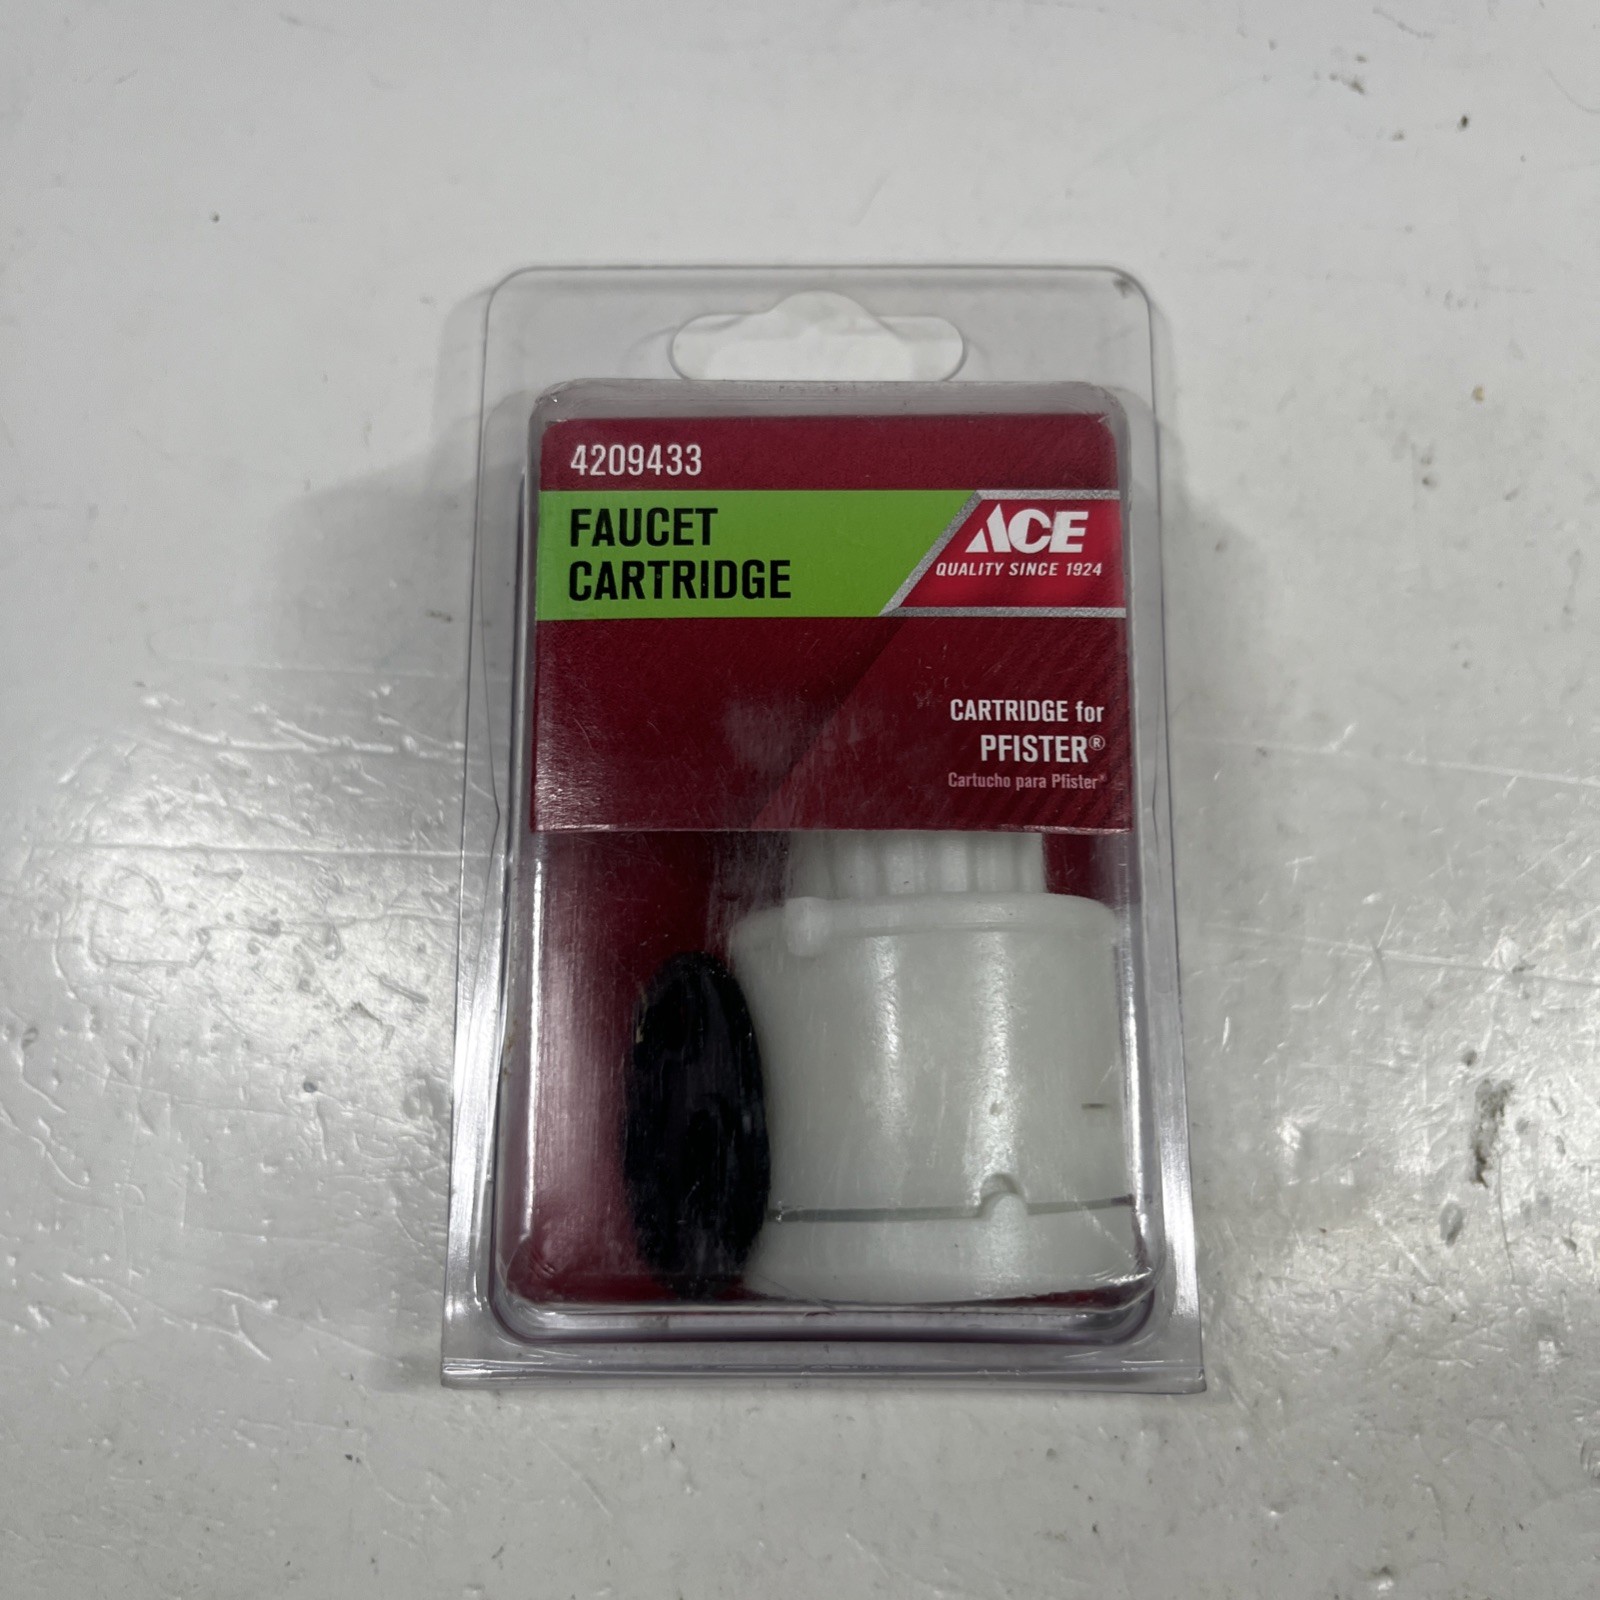 4209433
FAUCET
CARTRIDGE
ACE
QUALITY SINCE 1924
CARTRIDGE for
PFISTER®
Cartucho para Pfister®